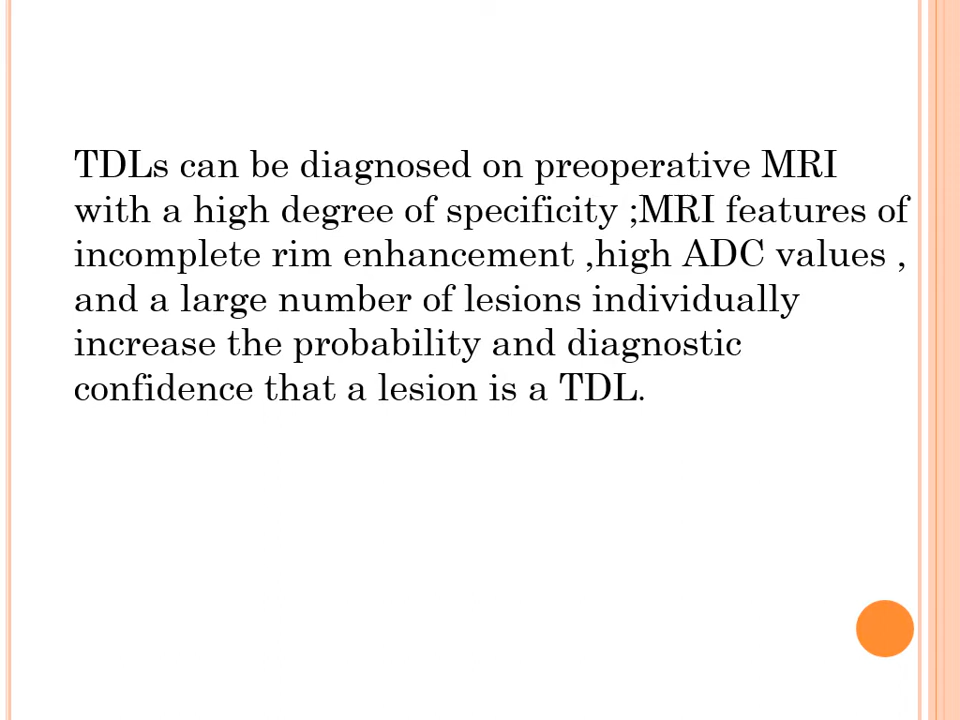 TDLs can be diagnosed on preoperative MRI
with a high degree of specificity ;MRI features of
incomplete rim enhancement ,high ADC values ,
and a large number of lesions individually
increase the probability and diagnostic
confidence that a lesion is a TDL.